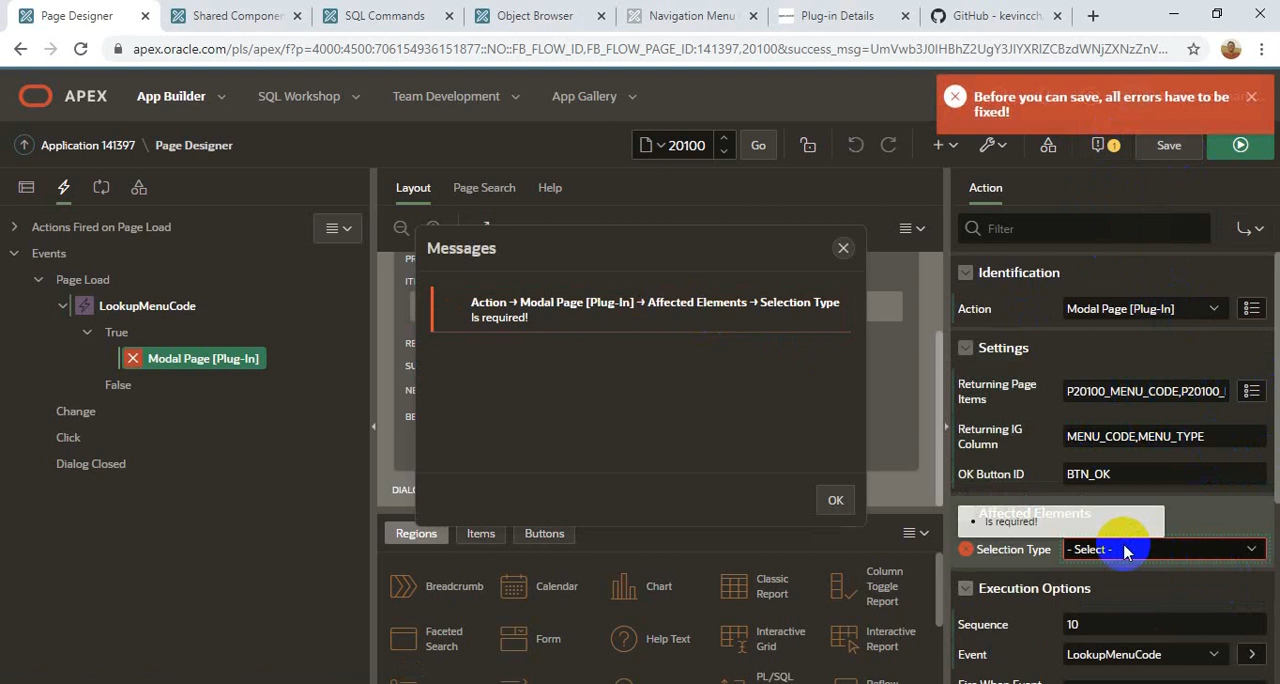 Page Designer
Shared Componen
SQL Commands
Object Browser
Navigation Menu
Plug-in Details
GitHub - kevincch
apex.oracle.com/pls/apex/f?p=4000:4500:706154936151877::NO::FB_FLOW_ID,FB_FLOW_PAGE_ID:141397,20100&success_msg=UmVwb3J0IHBhZ2UgY3JlYXRlZCBzdWNjZXNzZnV...
APEX
App Builder
SQL Workshop
Team Development
App Gallery
Before you can save, all errors have to be
fixed!
Application 141397 \ Page Designer
20100
Go
1
Save
Layout
Page Search
Help
Action
Actions Fired on Page Load
Events
Page Load
LookupMenuCode
True
Modal Page [Plug-In]
False
Change
Click
Dialog Closed
Messages
Action → Modal Page [Plug-In] → Affected Elements → Selection Type
Is required!
OK
Filter
Identification
Action
Modal Page [Plug-In]
Settings
Returning Page
Items
P20100_MENU_CODE,P20100_
Returning IG
Column
MENU_CODE,MENU_TYPE
OK Button ID
BTN_OK
Affected Elements
Is required!
Selection Type
- Select -
Execution Options
Sequence
10
Event
LookupMenuCode
Fire When Event
Regions
Items
Buttons
Breadcrumb
Calendar
Chart
Classic
Report
Column
Toggle
Report
Faceted
Search
Form
Help Text
Interactive
Grid
Interactive
Report
PL/SQL